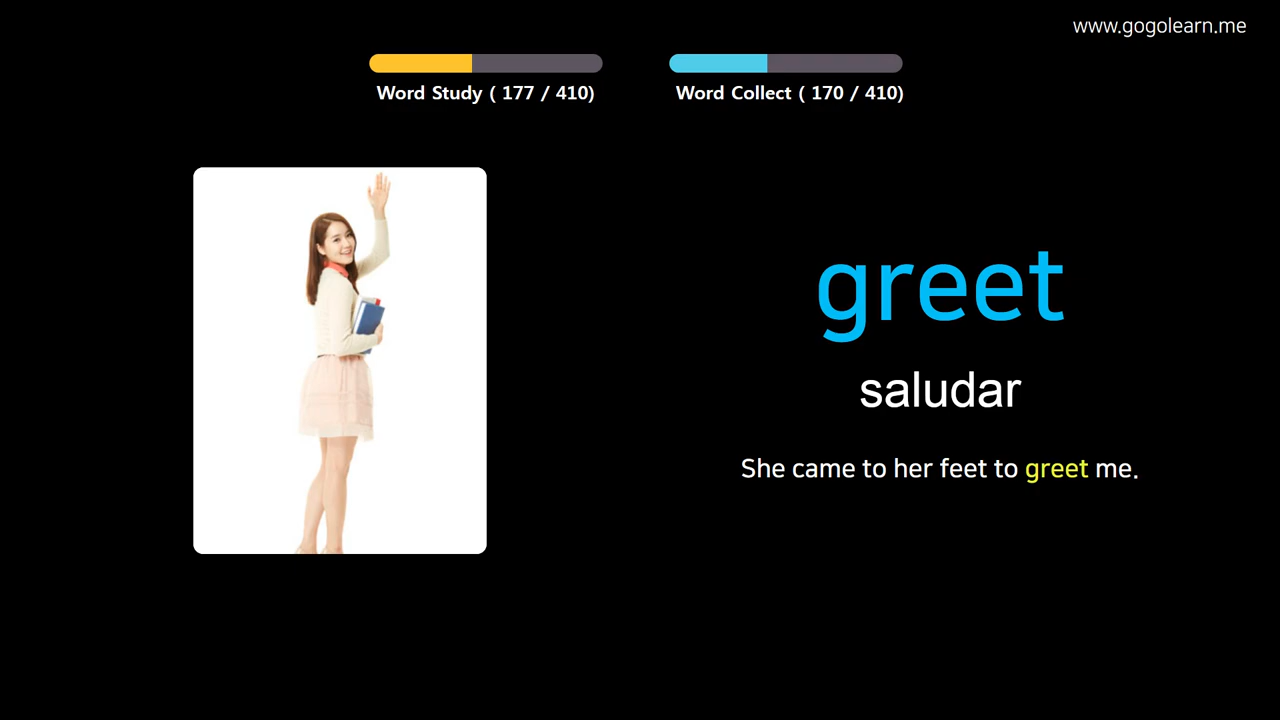 www.gogolearn.me
Word Study ( 177 / 410)
Word Collect ( 170 / 410)
greet
saludar
She came to her feet to greet me.